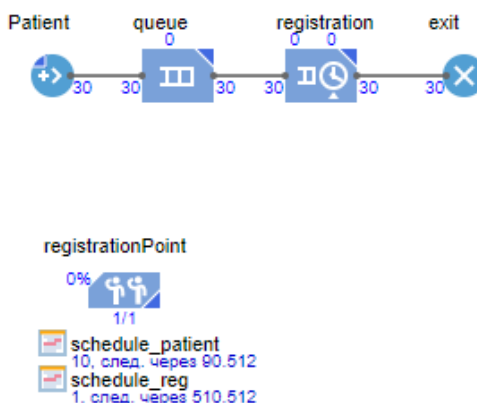 Patient queue registration exit
0 0 0
30 30 30 30 30 30
registrationPoint
0%
1/1
schedule_patient
10, след. через 90.512
schedule_reg
1, след. через 510.512